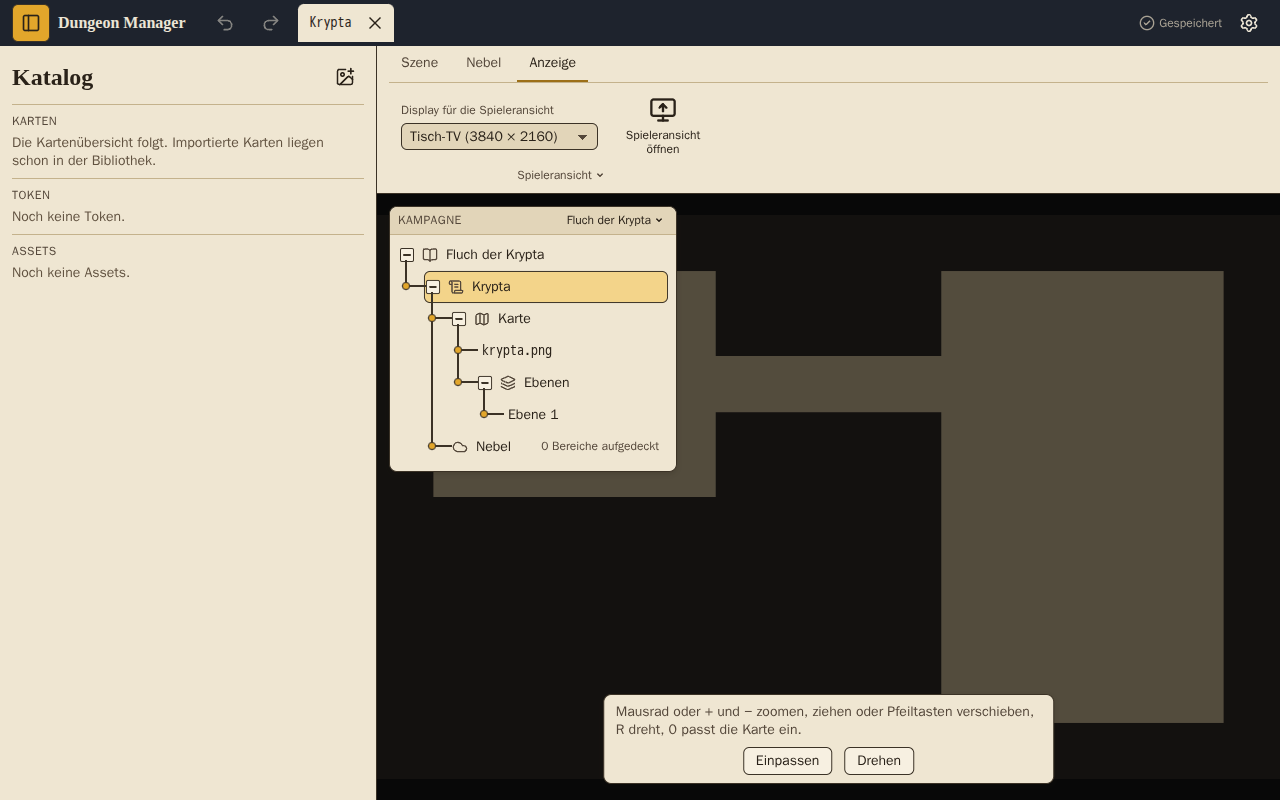 Dungeon Manager
Krypta
Gespeichert
Katalog
KARTEN
Die Kartenübersicht folgt. Importierte Karten liegen
schon in der Bibliothek.
TOKEN
Noch keine Token.
ASSETS
Noch keine Assets.
Szene
Nebel
Anzeige
Display für die Spieleransicht
Tisch-TV (3840 × 2160)
Spieleransicht
öffnen
Spieleransicht
KAMPAGNE
Fluch der Krypta
Fluch der Krypta
Krypta
Karte
krypta.png
Ebenen
Ebene 1
Nebel
0 Bereiche aufgedeckt
Mausrad oder + und − zoomen, ziehen oder Pfeiltasten verschieben,
R dreht, 0 passt die Karte ein.
Einpassen
Drehen